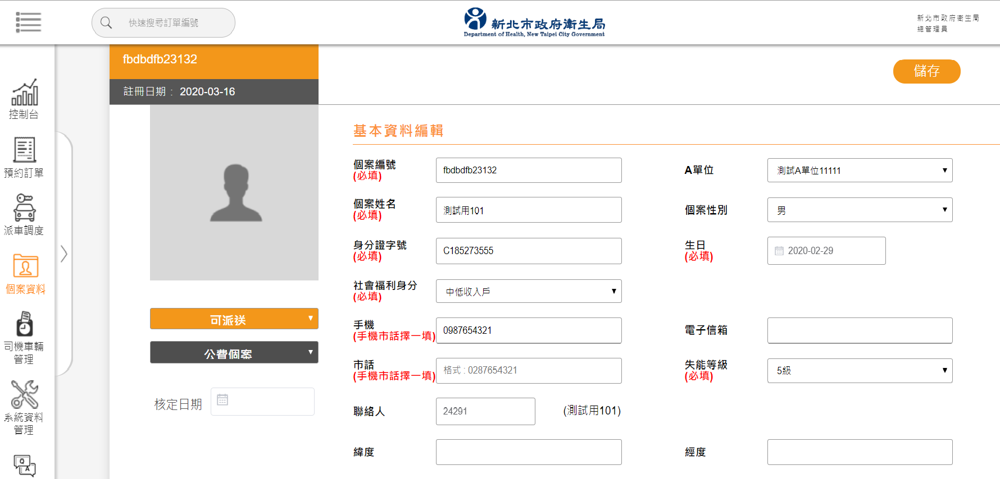 快速搜尋訂單編號
新北市政府衛生局
Department of Health, New Taipei City Government
新北市政府衛生局
總管理員
控制台
預約訂單
派車調度
個案資料
司機車輛
管理
系統資料
管理
Q
A
fbdbdfb23132
註冊日期： 2020-03-16
可派送
公費個案
核定日期
儲存
基本資料編輯
個案編號
(必填)
fbdbdfb23132
A單位
測試A單位11111
個案姓名
(必填)
測試用101
個案性別
男
身分證字號
(必填)
C185273555
生日
(必填)
2020-02-29
社會福利身分
(必填)
中低收入戶
手機
(手機市話擇一填)
0987654321
電子信箱
市話
(手機市話擇一填)
格式 : 0287654321
失能等級
(必填)
5級
聯絡人
24291
(測試用101)
緯度
經度